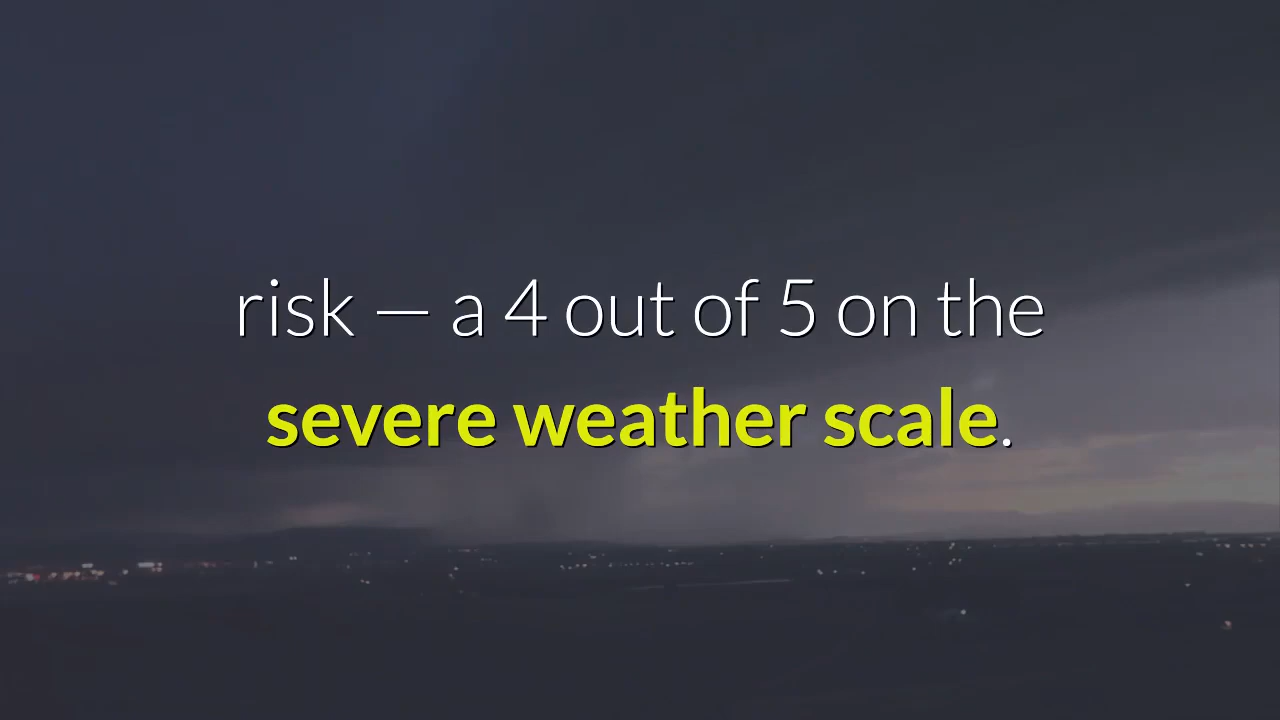 risk – a 4 out of 5 on the
severe weather scale.